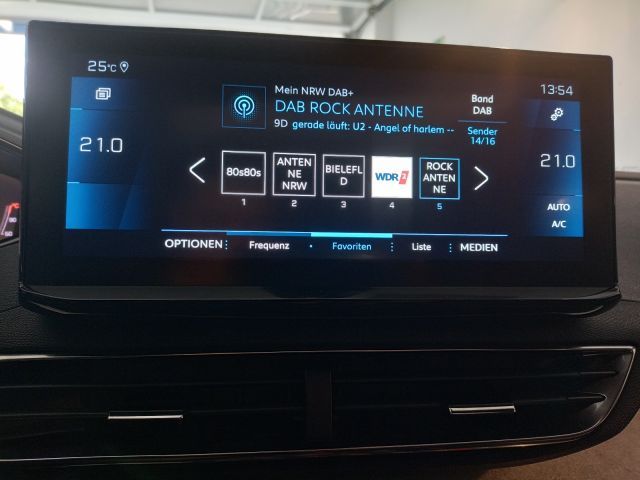 25°C
13:54
Mein NRW DAB+
DAB ROCK ANTENNE
9D gerade läuft: U2 - Angel of harlem --
Band
DAB
Sender
14/16
21.0
21.0
80s80s
ANTEN
NE
NRW
BIELEFL
D
WDR 2
ROCK
ANTEN
NE
1
2
3
4
5
AUTO
A/C
OPTIONEN
Frequenz
Favoriten
Liste
MEDIEN